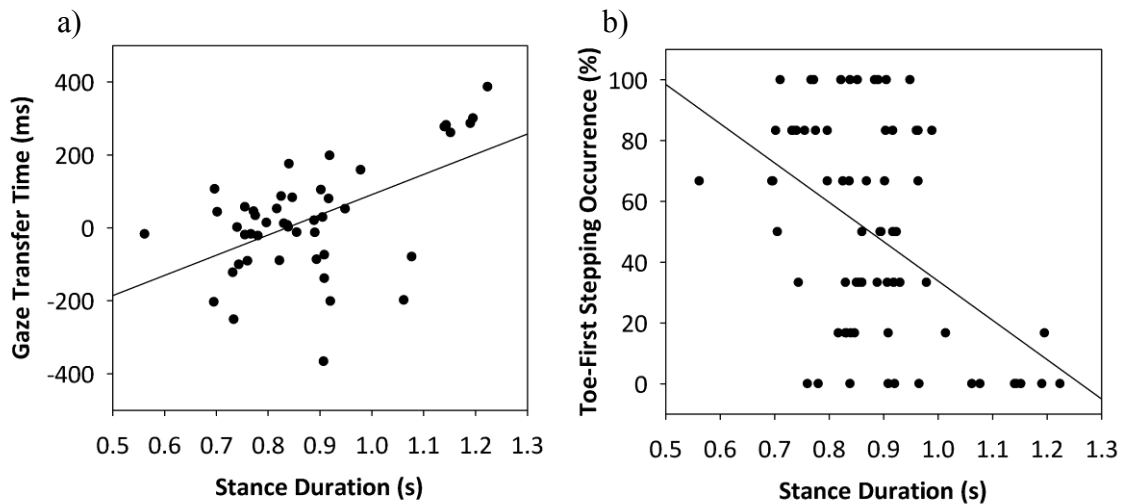 a)
Gaze Transfer Time (ms)
400
200
0
-200
-400
0.5 0.6 0.7 0.8 0.9 1.0 1.1 1.2 1.3
Stance Duration (s)
b)
Toe-First Stepping Occurrence (%)
100
80
60
40
20
0
0.5 0.6 0.7 0.8 0.9 1.0 1.1 1.2 1.3
Stance Duration (s)